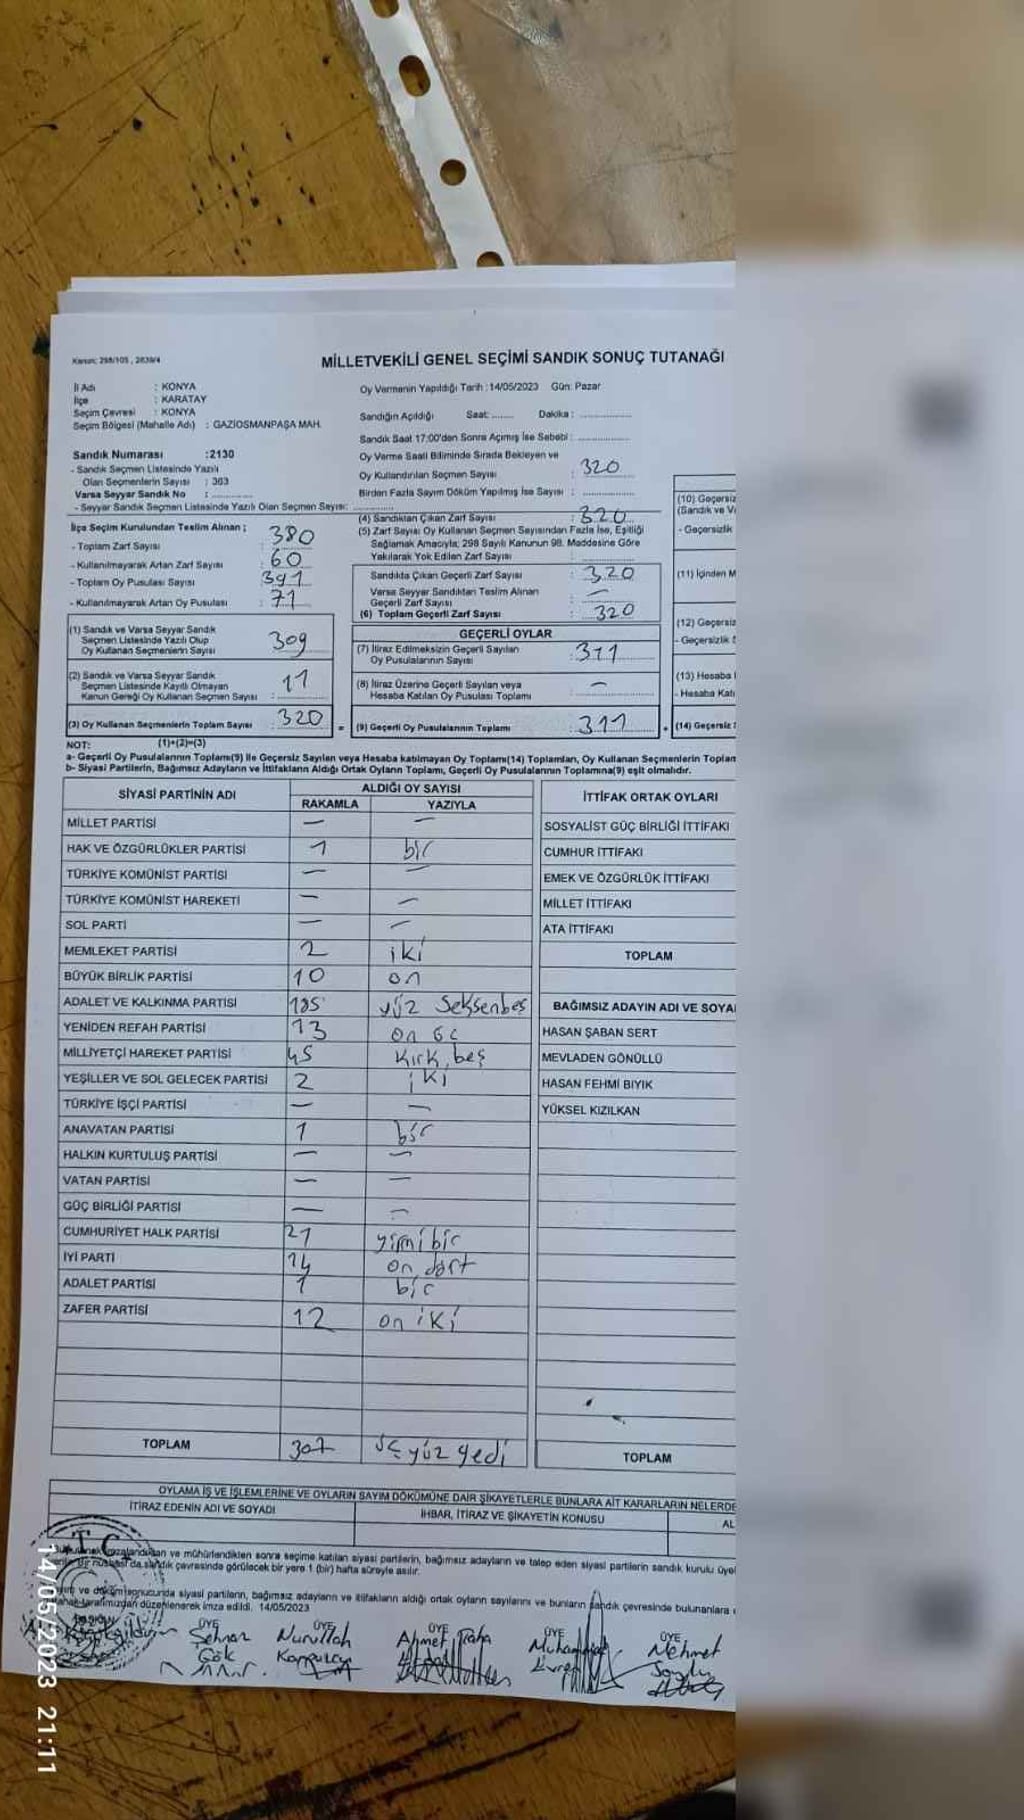 Kanun: 298/105 , 2839/4
MİLLETVEKİLİ GENEL SEÇİMİ SANDIK SONUÇ TUTANAĞI
İl Adı : KONYA
İlçe : KARATAY
Seçim Çevresi : KONYA
Seçim Bölgesi (Mahalle Adı) : GAZİOSMANPAŞA MAH.
Oy Vermenin Yapıldığı Tarih :14/05/2023 Gün: Pazar
Sandığın Açıldığı Saat: ....... Dakika : ...............
Sandık Saat 17:00'den Sonra Açımış İse Sebebi : ...............
Sandık Numarası :2130
- Sandık Seçmen Listesinde Yazılı
Olan Seçmenlerin Sayısı : 363
Varsa Seyyar Sandık No : ............
- Seyyar Sandık Seçmen Listesinde Yazılı Olan Seçmen Sayısı: ............
Oy Verme Saati Bitiminde Sırada Bekleyen ve
Oy Kullandırılan Seçmen Sayısı : 320
Birden Fazla Sayım Döküm Yapılmış İse Sayısı : ...............
İlçe Seçim Kurulundan Teslim Alınan ;
- Toplam Zarf Sayısı : 380
- Kullanılmayarak Artan Zarf Sayısı : 60
- Toplam Oy Pusulası Sayısı : 391
- Kullanılmayarak Artan Oy Pusulası : 71
(4) Sandıktan Çıkan Zarf Sayısı : 320
(5) Zarf Sayısı Oy Kullanan Seçmen Sayısından Fazla İse, Eşitliği
Sağlamak Amacıyla; 298 Sayılı Kanunun 98. Maddesine Göre
Yakılarak Yok Edilen Zarf Sayısı :
Sandıkta Çıkan Geçerli Zarf Sayısı : 320
Varsa Seyyar Sandıktan Teslim Alınan
Geçerli Zarf Sayısı : —
(6) Toplam Geçerli Zarf Sayısı : 320
(1) Sandık ve Varsa Seyyar Sandık
Seçmen Listesinde Yazılı Olup
Oy Kullanan Seçmenlerin Sayısı : 309
(2) Sandık ve Varsa Seyyar Sandık
Seçmen Listesinde Kayıtlı Olmayan
Kanun Gereği Oy Kullanan Seçmen Sayısı : 11
(3) Oy Kullanan Seçmenlerin Toplam Sayısı : 320 =
(1)+(2)=(3)
GEÇERLİ OYLAR
(7) İtiraz Edilmeksizin Geçerli Sayılan
Oy Pusulalarının Sayısı : 311
(8) İtiraz Üzerine Geçerli Sayılan veya
Hesaba Katılan Oy Pusulası Toplamı : —
(9) Geçerli Oy Pusulalarının Toplamı : 311 +
(10) Geçersiz
(Sandık ve V
- Geçersizlik
(11) İçinden M
(12) Geçersiz
- Geçersizlik S
(13) Hesaba
- Hesaba Katı
(14) Geçersiz
NOT:
a- Geçerli Oy Pusulalarının Toplamı(9) ile Geçersiz Sayılan veya Hesaba katılmayan Oy Toplamı(14) Toplamları, Oy Kullanan Seçmenlerin Toplam
b- Siyasi Partilerin, Bağımsız Adayların ve İttifakların Aldığı Ortak Oyların Toplamı, Geçerli Oy Pusulalarının Toplamına(9) eşit olmalıdır.
SİYASİ PARTİNİN ADI ALDIĞI OY SAYISI
RAKAMLA YAZIYLA
MİLLET PARTİSİ — —
HAK VE ÖZGÜRLÜKLER PARTİSİ 1 bir
TÜRKİYE KOMÜNİST PARTİSİ — —
TÜRKİYE KOMÜNİST HAREKETİ — —
SOL PARTİ — —
MEMLEKET PARTİSİ 2 iki
BÜYÜK BİRLİK PARTİSİ 10 on
ADALET VE KALKINMA PARTİSİ 185 yüz Seksenbeş
YENİDEN REFAH PARTİSİ 13 on üç
MİLLİYETÇİ HAREKET PARTİSİ 45 Kırk beş
YEŞİLLER VE SOL GELECEK PARTİSİ 2 iki
TÜRKİYE İŞÇİ PARTİSİ — —
ANAVATAN PARTİSİ 1 bir
HALKIN KURTULUŞ PARTİSİ — —
VATAN PARTİSİ — —
GÜÇ BİRLİĞİ PARTİSİ — —
CUMHURİYET HALK PARTİSİ 21 yirmi bir
İYİ PARTİ 14 on dört
ADALET PARTİSİ 1 bir
ZAFER PARTİSİ 12 on iki
TOPLAM 307 üç yüz yedi
İTTİFAK ORTAK OYLARI
SOSYALİST GÜÇ BİRLİĞİ İTTİFAKI
CUMHUR İTTİFAKI
EMEK VE ÖZGÜRLÜK İTTİFAKI
MİLLET İTTİFAKI
ATA İTTİFAKI
TOPLAM
BAĞIMSIZ ADAYIN ADI VE SOYA
HASAN ŞABAN SERT
MEVLADEN GÖNÜLLÜ
HASAN FEHMİ BIYIK
YÜKSEL KIZILKAN
TOPLAM
OYLAMA İŞ VE İŞLEMLERİNE VE OYLARIN SAYIM DÖKÜMÜNE DAİR ŞİKAYETLERLE BUNLARA AİT KARARLARIN NELERDE
İTİRAZ EDENİN ADI VE SOYADI İHBAR, İTİRAZ VE ŞİKAYETİN KONUSU AL
ve mühürlendikten sonra seçime katılan siyasi partilerin, bağımsız adayların ve talep eden siyasi partilerin sandık kurulu üyel
sandık çevresinde görülecek bir yere 1 (bir) hafta süreyle asılır.
ve döküm sonucunda siyasi partilerin, bağımsız adayların ve ittifakların aldığı ortak oyların sayılarını ve bunların sandık çevresinde bulunanlara
tarafımızdan düzenlenerek imza edildi. 14/05/2023
T.C.
BAŞKAN ÜYE ÜYE ÜYE ÜYE ÜYE
Şehnaz Nurullah Ahmet Taha Muhammed Mehmet
Gök Evren
14/05/2023 21:11